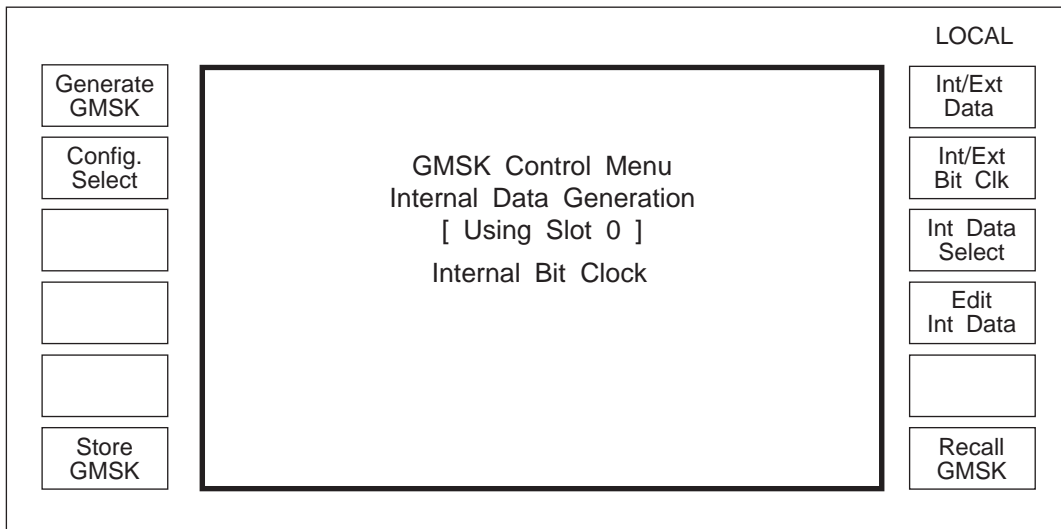 LOCAL
Generate
GMSK
Config.
Select
Store
GMSK
GMSK Control Menu
Internal Data Generation
[ Using Slot 0 ]
Internal Bit Clock
Int/Ext
Data
Int/Ext
Bit Clk
Int Data
Select
Edit
Int Data
Recall
GMSK